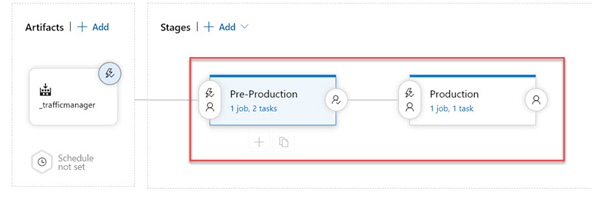 Artifacts | + Add
Stages | + Add
_trafficmanager
Schedule
not set
Pre-Production
1 job, 2 tasks
Production
1 job, 1 task